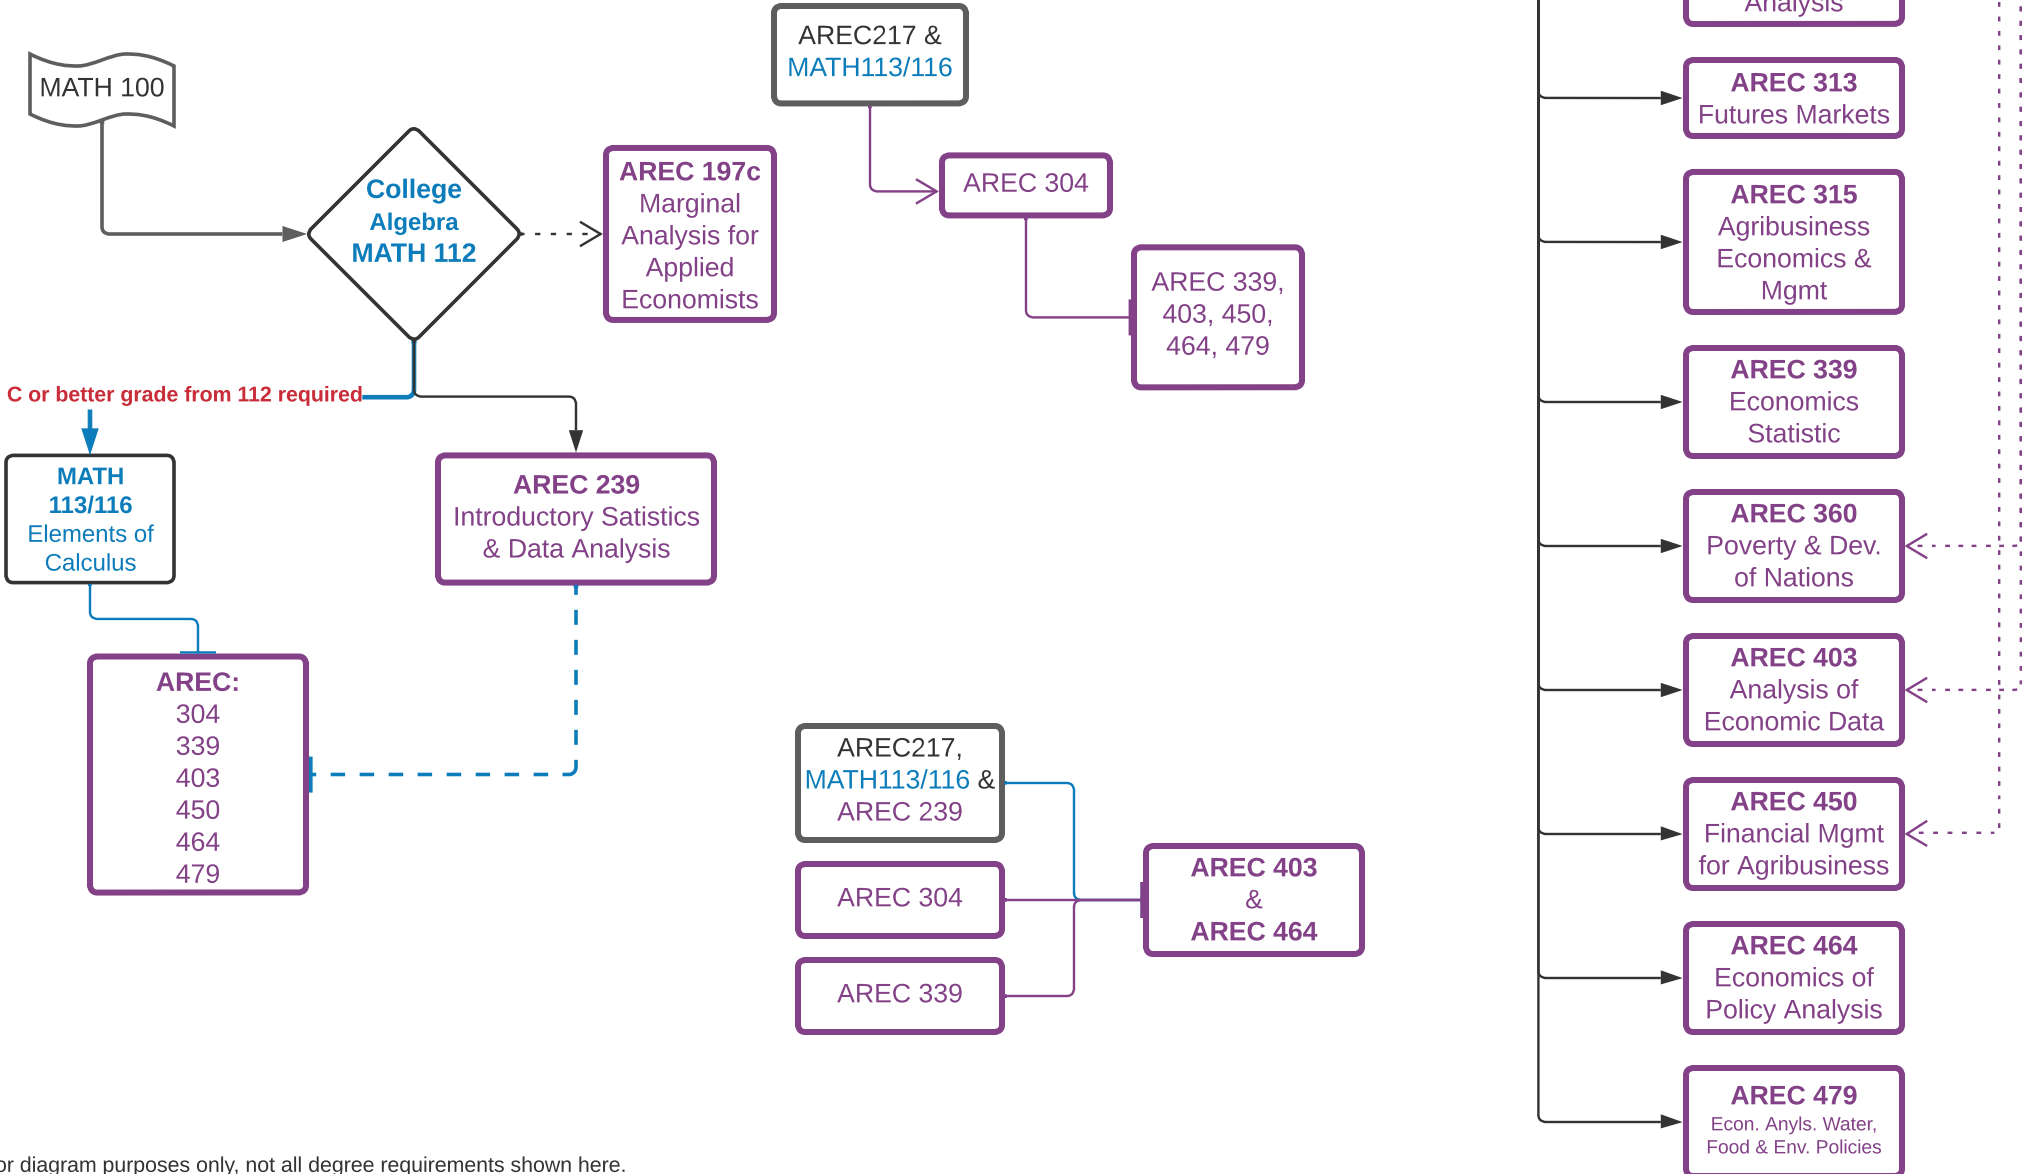 MATH 100
College
Algebra
MATH 112
AREC 197c
Marginal
Analysis for
Applied
Economists
C or better grade from 112 required
MATH
113/116
Elements of
Calculus
AREC 239
Introductory Satistics
& Data Analysis
AREC:
304
339
403
450
464
479
AREC217 &
MATH113/116
AREC 304
AREC 339,
403, 450,
464, 479
AREC217,
MATH113/116 &
AREC 239
AREC 304
AREC 339
AREC 403
&
AREC 464
Analysis
AREC 313
Futures Markets
AREC 315
Agribusiness
Economics &
Mgmt
AREC 339
Economics
Statistic
AREC 360
Poverty & Dev.
of Nations
AREC 403
Analysis of
Economic Data
AREC 450
Financial Mgmt
for Agribusiness
AREC 464
Economics of
Policy Analysis
AREC 479
Econ. Anyls. Water,
Food & Env. Policies
or diagram purposes only, not all degree requirements shown here.